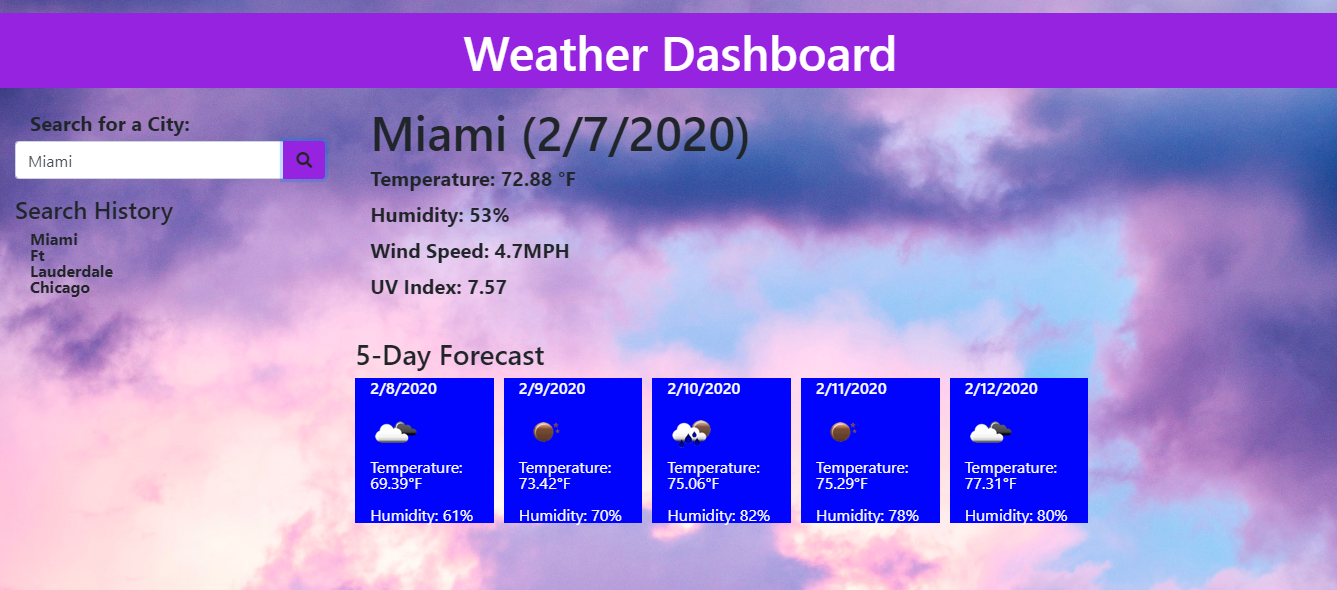 Weather Dashboard
Search for a City:
Miami
Search History
Miami
Ft
Lauderdale
Chicago
Miami (2/7/2020)
Temperature: 72.88 °F
Humidity: 53%
Wind Speed: 4.7MPH
UV Index: 7.57
5-Day Forecast
2/8/2020
Temperature:
69.39°F
Humidity: 61%
2/9/2020
Temperature:
73.42°F
Humidity: 70%
2/10/2020
Temperature:
75.06°F
Humidity: 82%
2/11/2020
Temperature:
75.29°F
Humidity: 78%
2/12/2020
Temperature:
77.31°F
Humidity: 80%